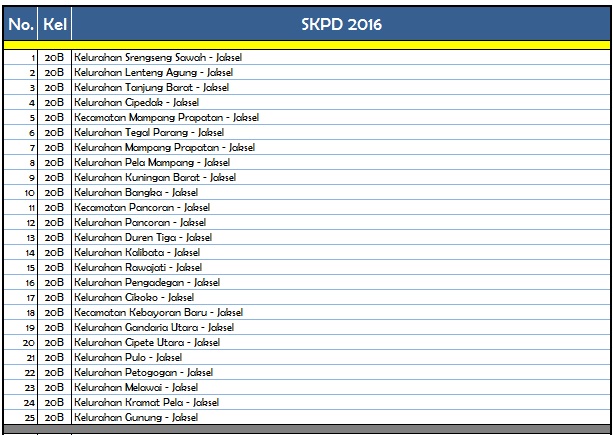 No. Kel SKPD 2016
1 20B Kelurahan Srengseng Sawah - Jaksel
2 20B Kelurahan Lenteng Agung - Jaksel
3 20B Kelurahan Tanjung Barat - Jaksel
4 20B Kelurahan Cipedak - Jaksel
5 20B Kecamatan Mampang Prapatan - Jaksel
6 20B Kelurahan Tegal Parang - Jaksel
7 20B Kelurahan Mampang Prapatan - Jaksel
8 20B Kelurahan Pela Mampang - Jaksel
9 20B Kelurahan Kuningan Barat - Jaksel
10 20B Kelurahan Bangka - Jaksel
11 20B Kecamatan Pancoran - Jaksel
12 20B Kelurahan Pancoran - Jaksel
13 20B Kelurahan Duren Tiga - Jaksel
14 20B Kelurahan Kalibata - Jaksel
15 20B Kelurahan Rawajati - Jaksel
16 20B Kelurahan Pengadegan - Jaksel
17 20B Kelurahan Cikoko - Jaksel
18 20B Kecamatan Kebayoran Baru - Jaksel
19 20B Kelurahan Gandaria Utara - Jaksel
20 20B Kelurahan Cipete Utara - Jaksel
21 20B Kelurahan Pulo - Jaksel
22 20B Kelurahan Petogogan - Jaksel
23 20B Kelurahan Melawai - Jaksel
24 20B Kelurahan Kramat Pela - Jaksel
25 20B Kelurahan Gunung - Jaksel